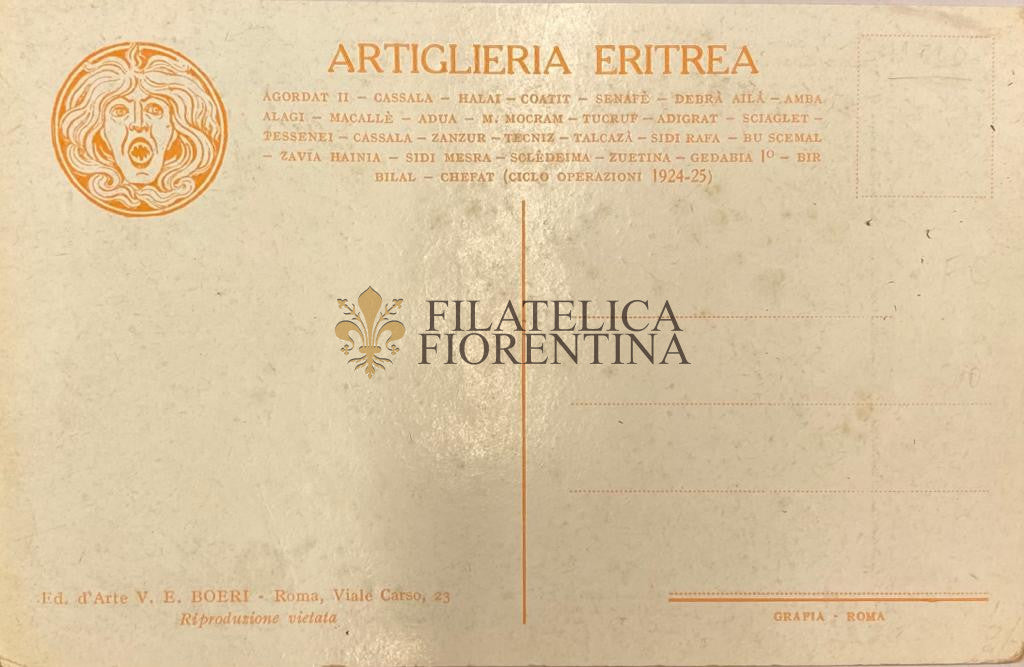 ARTIGLIERIA ERITREA
AGORDAT II – CASSALA – HALAI – COATIT – SENAFÈ – DEBRÀ AILÀ – AMBA
ALAGI – MACALLÈ – ADUA – M. MOCRAM – TUCRUF – ADIGRAT – SCIAGLET –
TESSENEI – CASSALA – ZANZUR – TECNIZ – TALCAZÀ – SIDI RAFA – BU SCEMAL
– ZAVIA HAINIA – SIDI MESRA – SCLÈDEIMA – ZUETINA – GEDABIA Iº – BIR
BILAL – CHEFAT (CICLO OPERAZIONI 1924-25)
FILATELICA
FIORENTINA
Ed. d'Arte V. E. BOERI - Roma, Viale Carso, 23
Riproduzione vietata
GRAFIA - ROMA